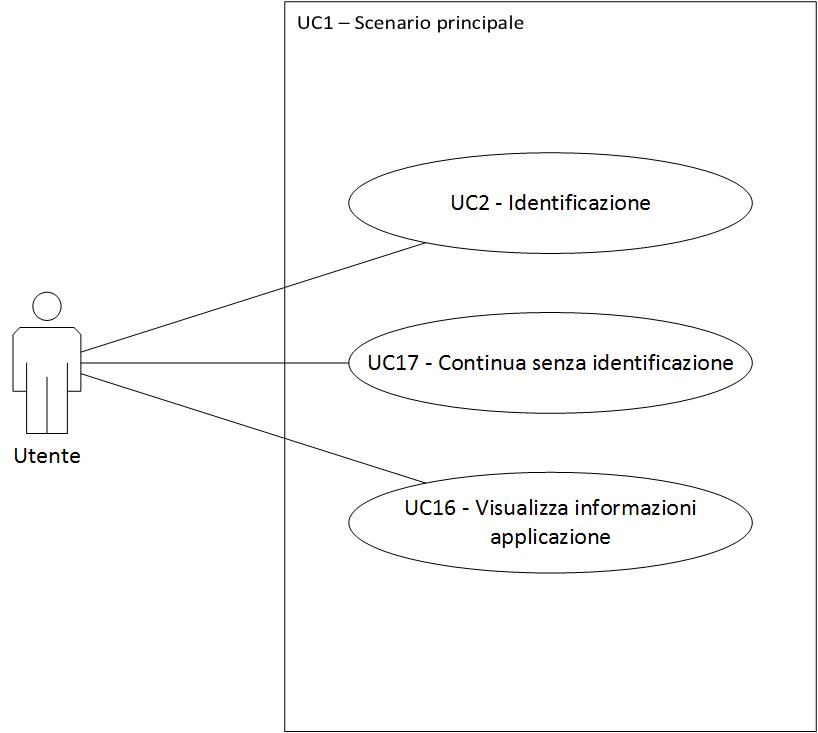 UC1 – Scenario principale
UC2 - Identificazione
UC17 - Continua senza identificazione
Utente
UC16 - Visualizza informazioni
applicazione